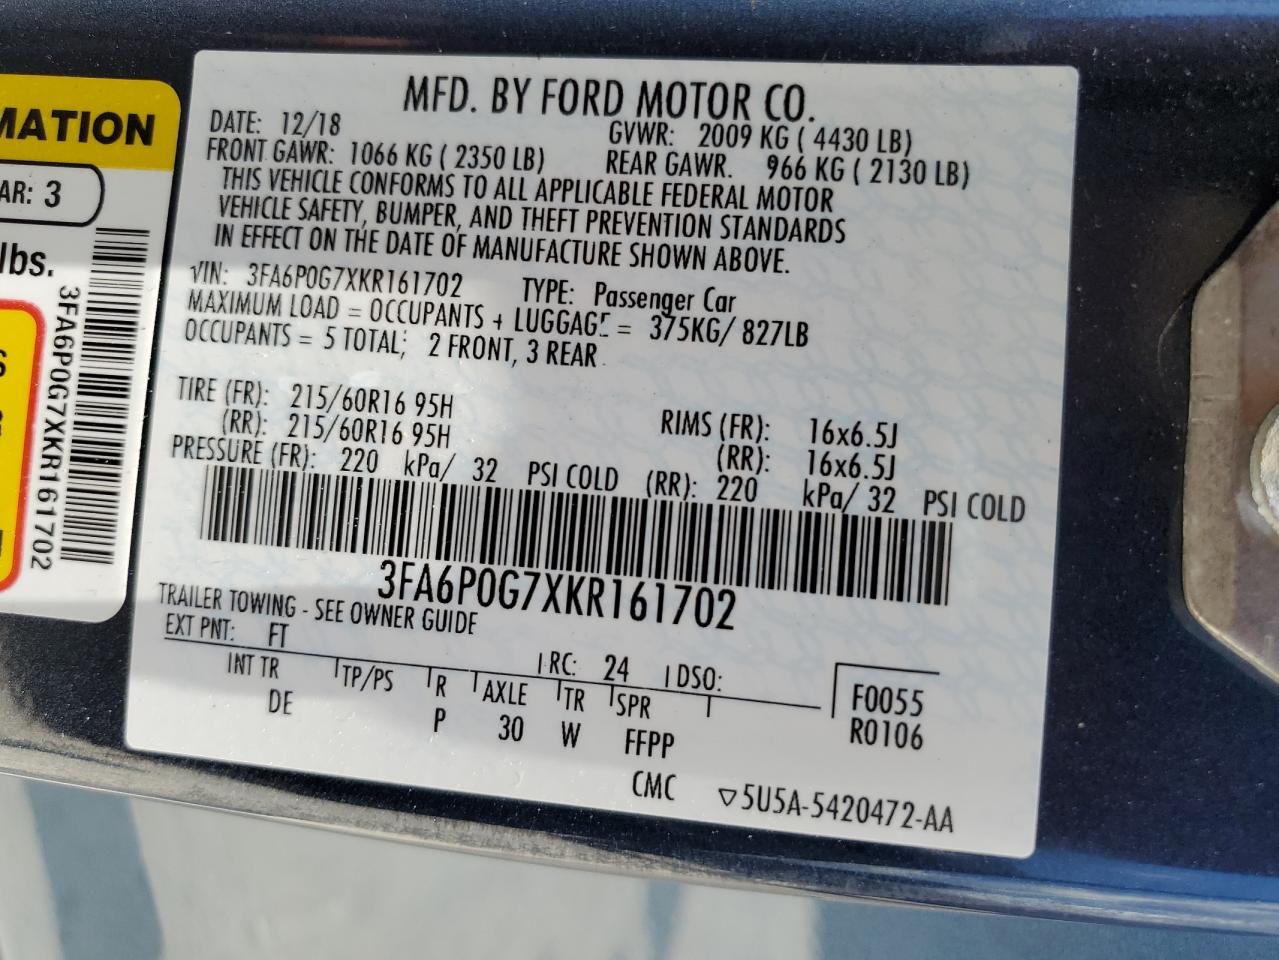 MATION
AR: 3
lbs.
3FA6P0G7XKR161702
MFD. BY FORD MOTOR CO.
DATE: 12/18 GVWR: 2009 KG ( 4430 LB)
FRONT GAWR: 1066 KG ( 2350 LB) REAR GAWR. 966 KG ( 2130 LB)
THIS VEHICLE CONFORMS TO ALL APPLICABLE FEDERAL MOTOR
VEHICLE SAFETY, BUMPER, AND THEFT PREVENTION STANDARDS
IN EFFECT ON THE DATE OF MANUFACTURE SHOWN ABOVE.
VIN: 3FA6P0G7XKR161702 TYPE: Passenger Car
MAXIMUM LOAD = OCCUPANTS + LUGGAGE = 375KG/ 827LB
OCCUPANTS = 5 TOTAL; 2 FRONT, 3 REAR
TIRE (FR): 215/60R16 95H RIMS (FR): 16x6.5J
(RR): 215/60R16 95H (RR): 16x6.5J
PRESSURE (FR): 220 kPa/ 32 PSI COLD (RR): 220 kPa/ 32 PSI COLD
3FA6P0G7XKR161702
TRAILER TOWING - SEE OWNER GUIDE
EXT PNT: FT RC: 24 DSO:
INT TR TP/PS R AXLE TR SPR F0055
DE P 30 W FFPP R0106
CMC ▽5U5A-5420472-AA